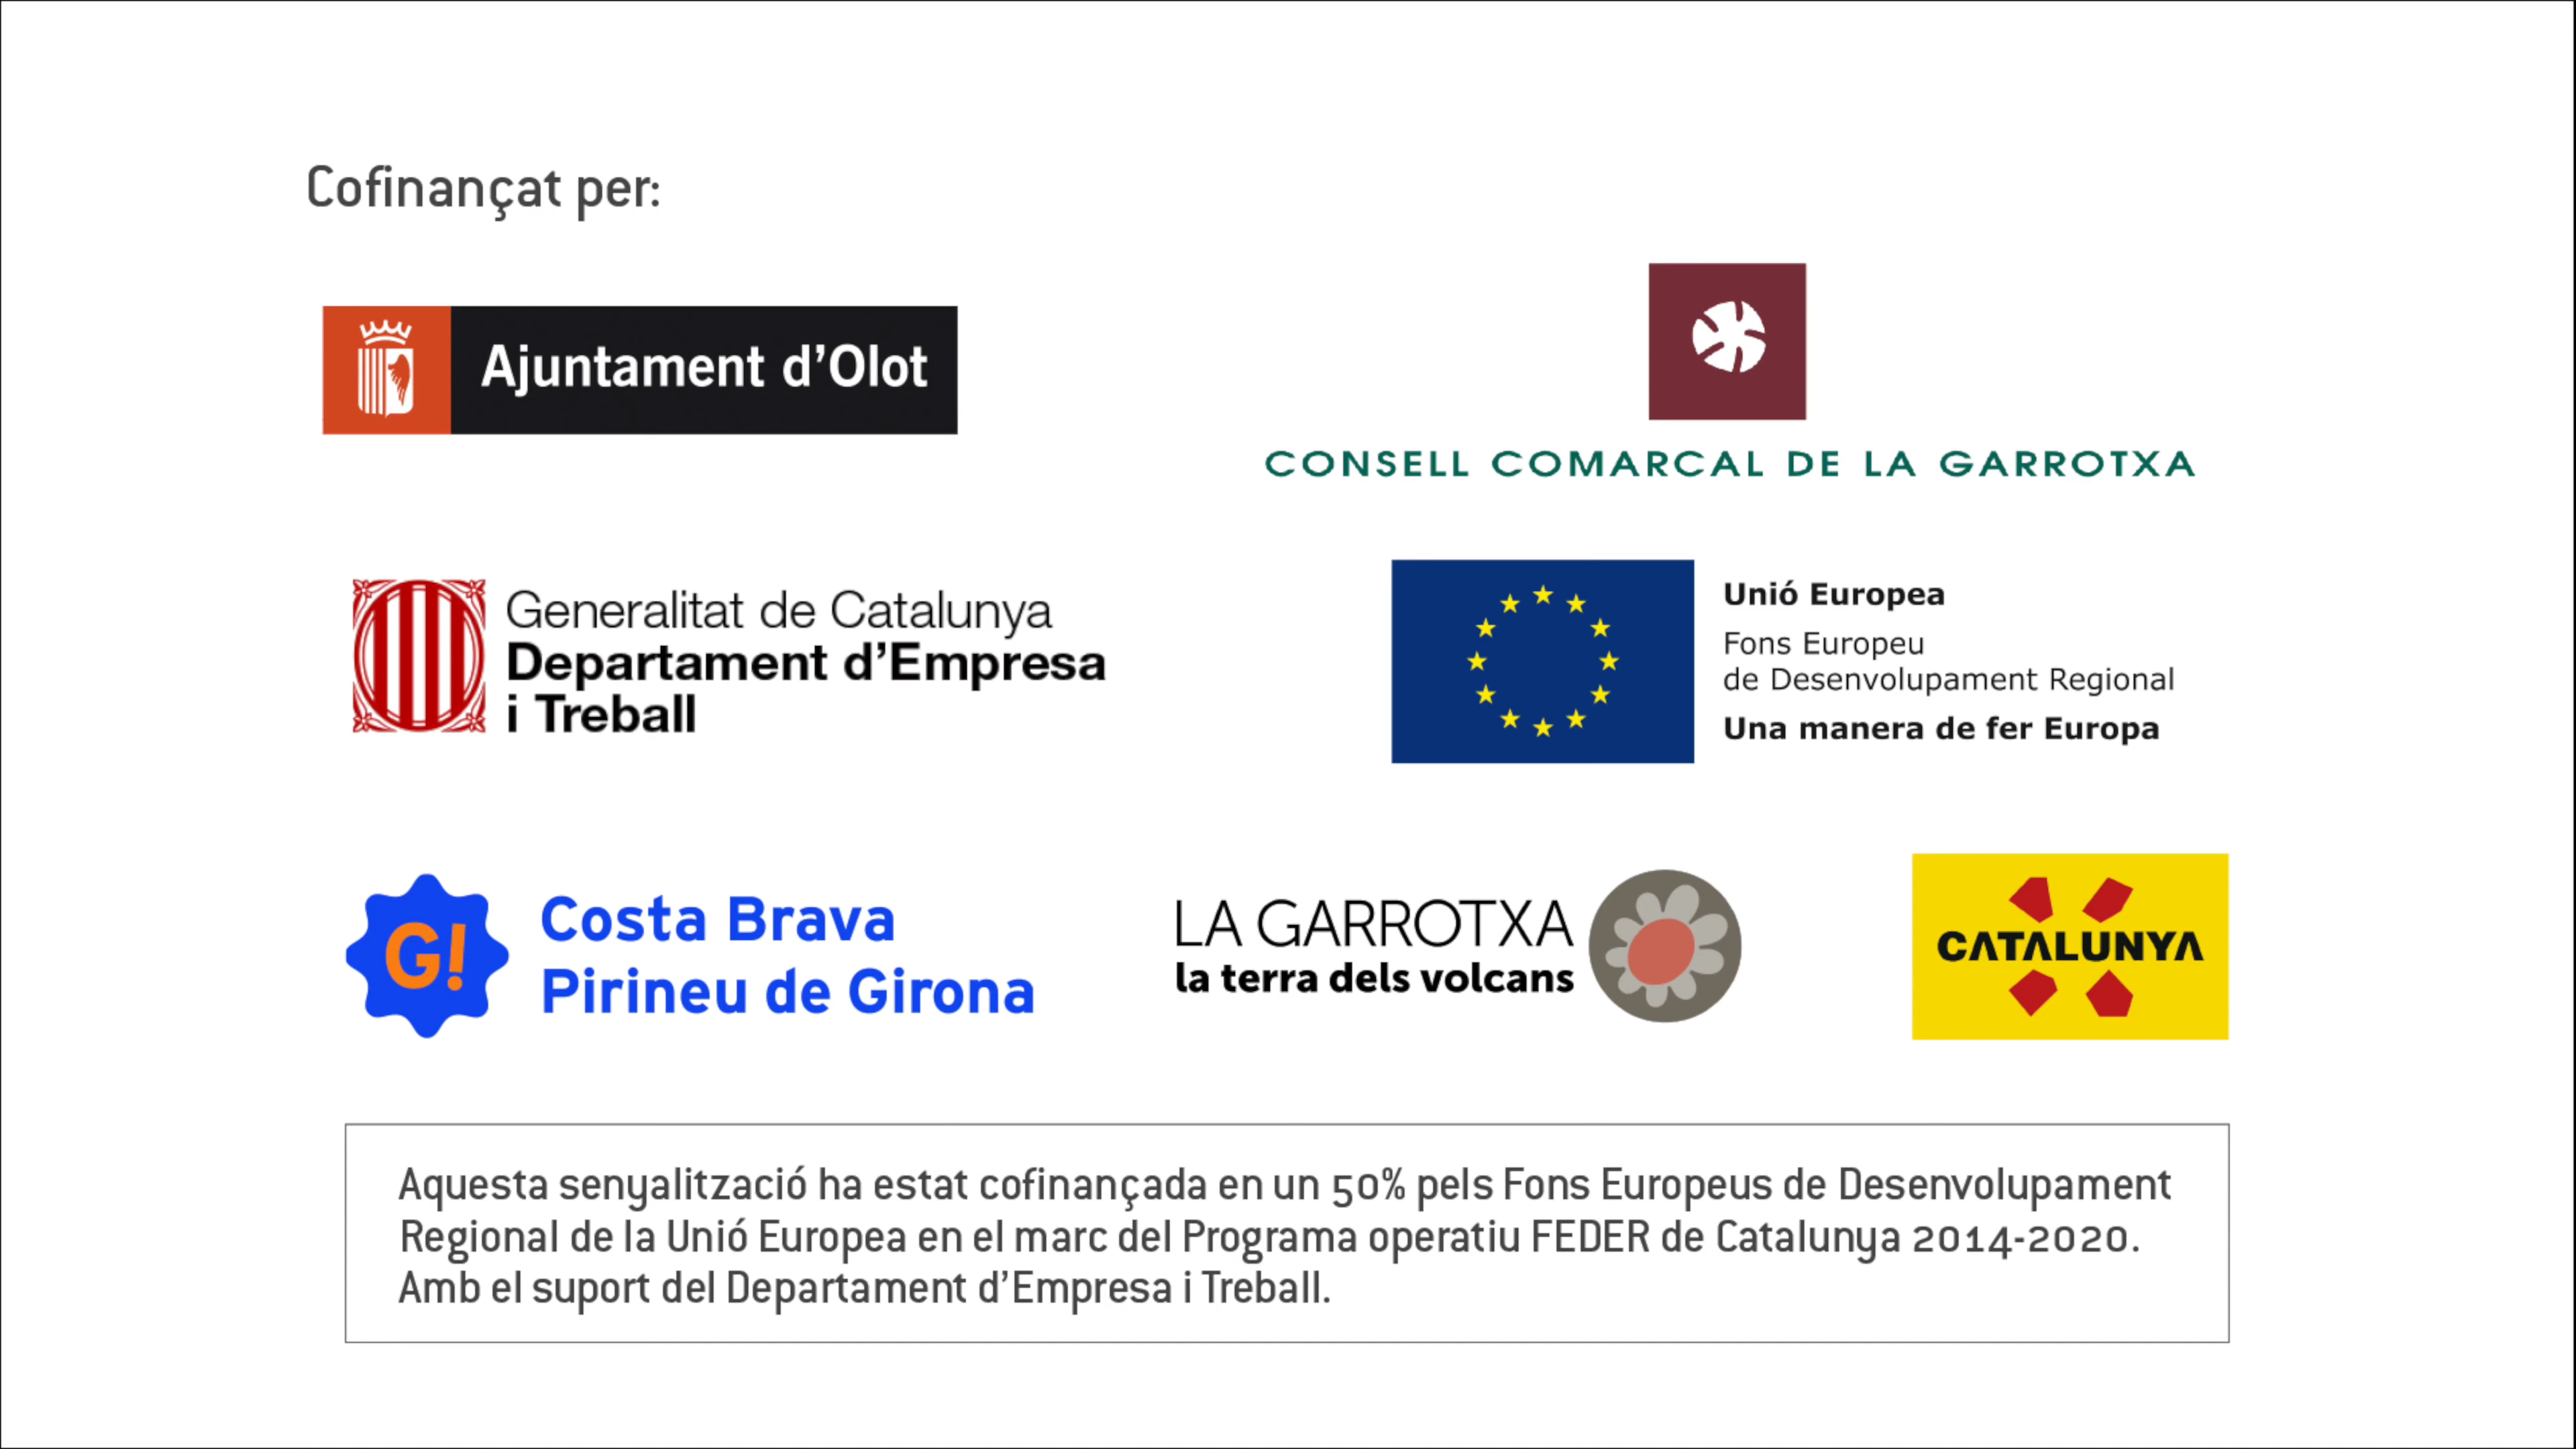 Cofinançat per:
Ajuntament d’Olot
CONSELL COMARCAL DE LA GARROTXA
Generalitat de Catalunya
Departament d’Empresa
i Treball
Unió Europea
Fons Europeu
de Desenvolupament Regional
Una manera de fer Europa
G!
Costa Brava
Pirineu de Girona
LA GARROTXA
la terra dels volcans
CATALUNYA
Aquesta senyalització ha estat cofinançada en un 50% pels Fons Europeus de Desenvolupament
Regional de la Unió Europea en el marc del Programa operatiu FEDER de Catalunya 2014-2020.
Amb el suport del Departament d’Empresa i Treball.